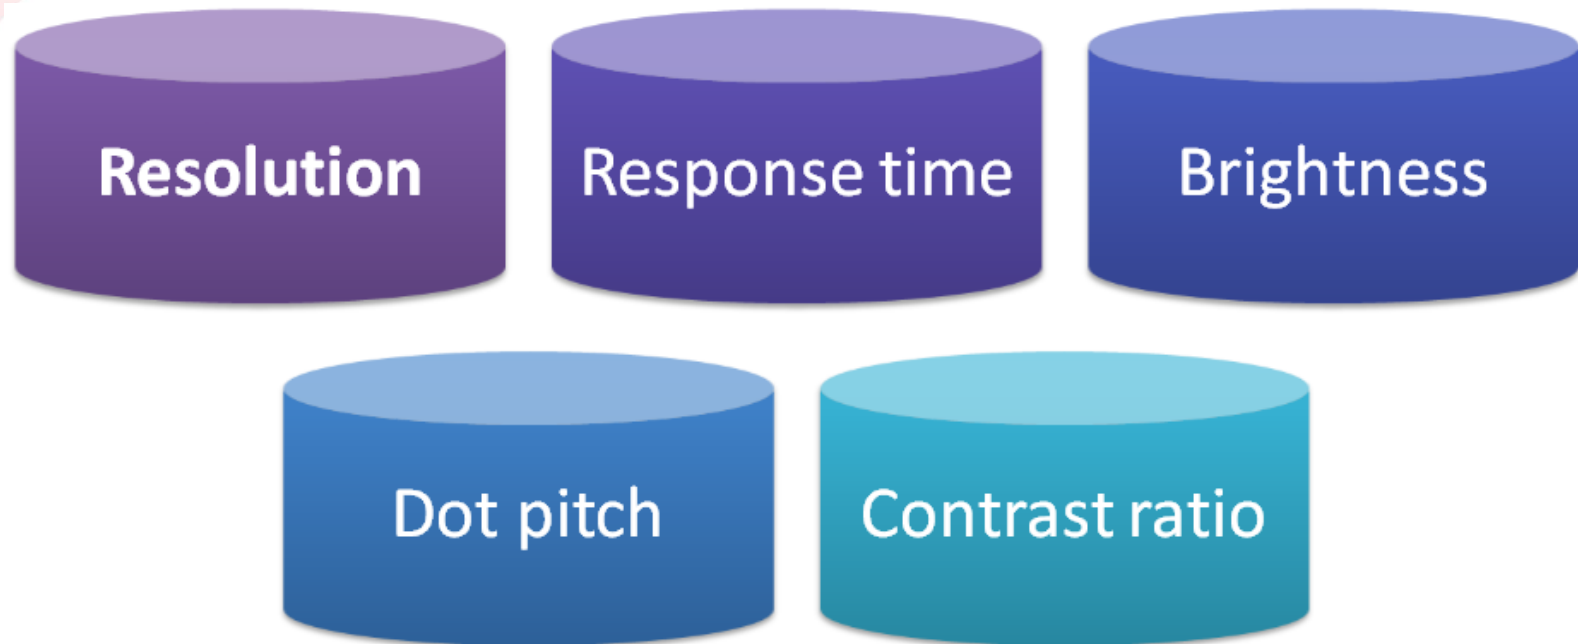 Resolution
Response time
Brightness
Dot pitch
Contrast ratio